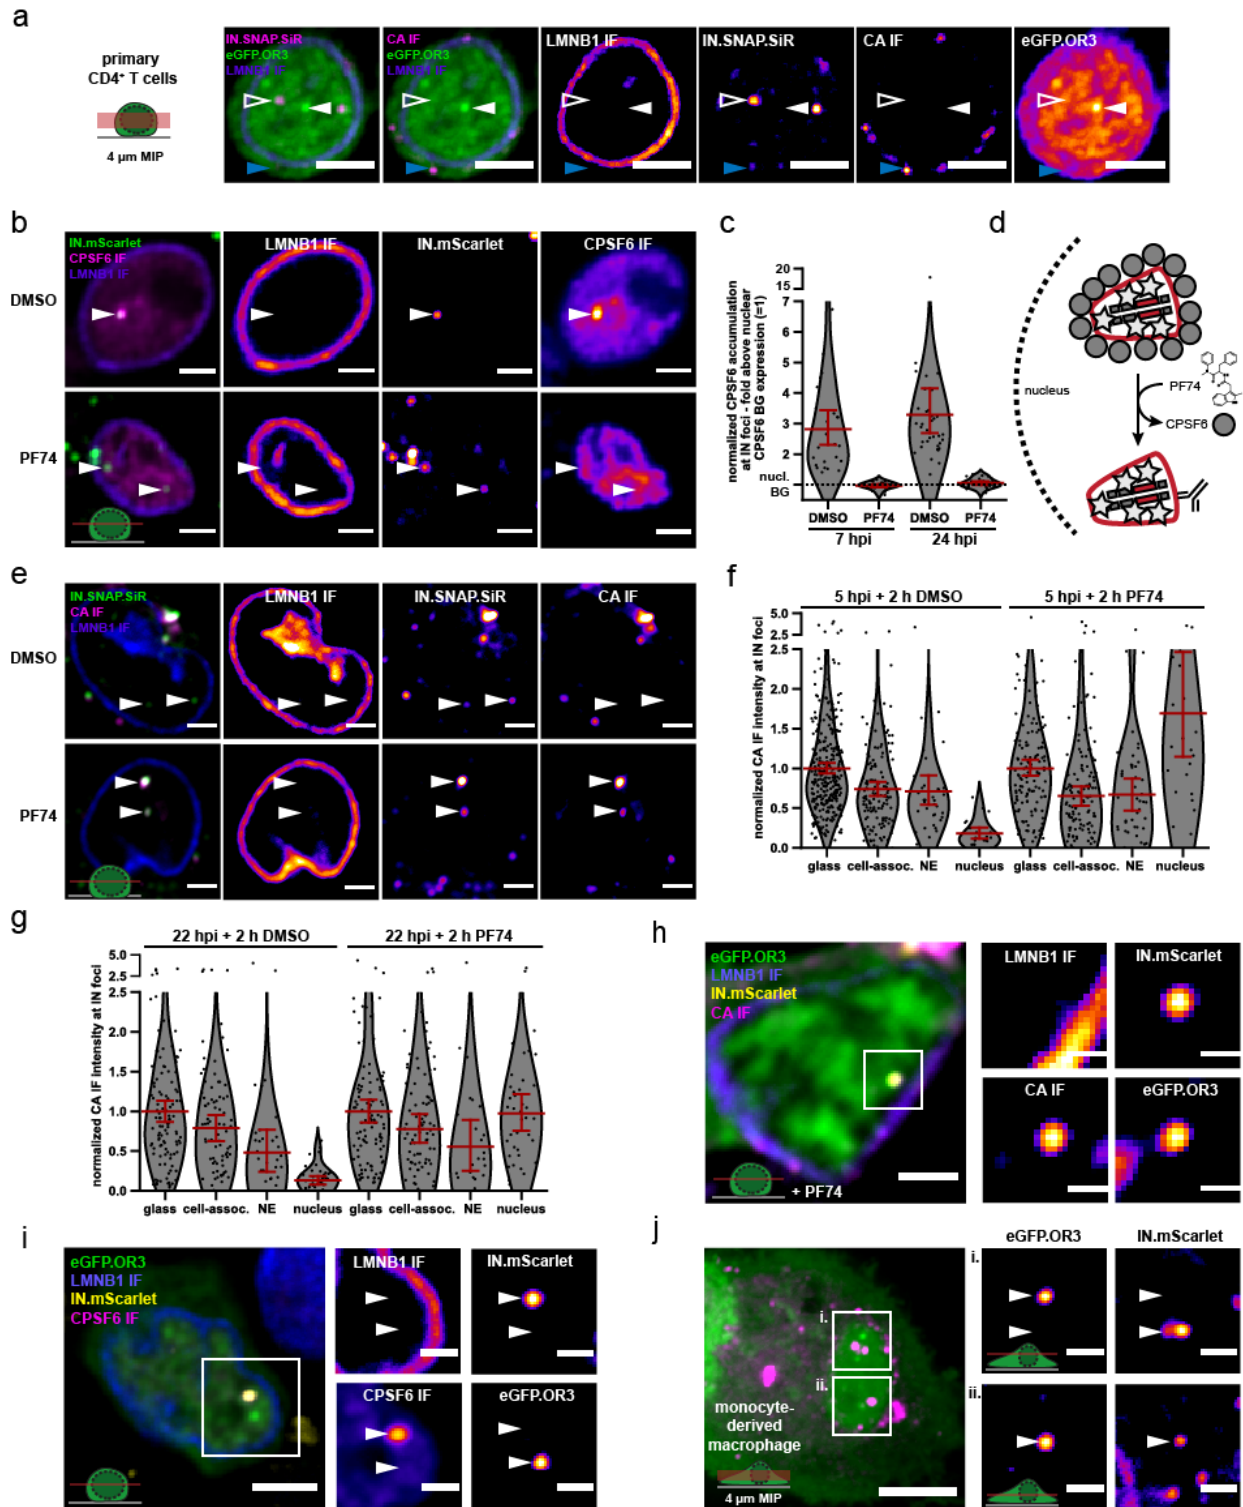 a
primary
CD4⁺ T cells
4 µm MIP
IN.SNAP.SiR
eGFP.OR3
LMNB1 IF
CA IF
eGFP.OR3
LMNB1 IF
LMNB1 IF
IN.SNAP.SiR
CA IF
eGFP.OR3
b
DMSO
PF74
IN.mScarlet
CPSF6 IF
LMNB1 IF
LMNB1 IF
IN.mScarlet
CPSF6 IF
c
normalized CPSF6 accumulation
at IN foci - fold above nuclear
CPSF6 BG expression (=1)
20
15
10
7
6
5
4
3
2
nucl.
BG
DMSO PF74 DMSO PF74
7 hpi 24 hpi
d
nucleus
PF74
CPSF6
e
DMSO
PF74
IN.SNAP.SiR
CA IF
LMNB1 IF
LMNB1 IF
IN.SNAP.SiR
CA IF
f
5 hpi + 2 h DMSO 5 hpi + 2 h PF74
normalized CA IF intensity at IN foci
5.0
2.5
2.5
2.0
1.5
1.0
0.5
0.0
glass cell-assoc. NE nucleus glass cell-assoc. NE nucleus
g
22 hpi + 2 h DMSO 22 hpi + 2 h PF74
normalized CA IF intensity at IN foci
5.0
2.5
2.5
2.0
1.5
1.0
0.5
0.0
glass cell-assoc. NE nucleus glass cell-assoc. NE nucleus
h
eGFP.OR3
LMNB1 IF
IN.mScarlet
CA IF
+ PF74
LMNB1 IF
IN.mScarlet
CA IF
eGFP.OR3
i
eGFP.OR3
LMNB1 IF
IN.mScarlet
CPSF6 IF
LMNB1 IF
IN.mScarlet
CPSF6 IF
eGFP.OR3
j
i.
ii.
monocyte-
derived
macrophage
4 µm MIP
eGFP.OR3
IN.mScarlet
i.
ii.